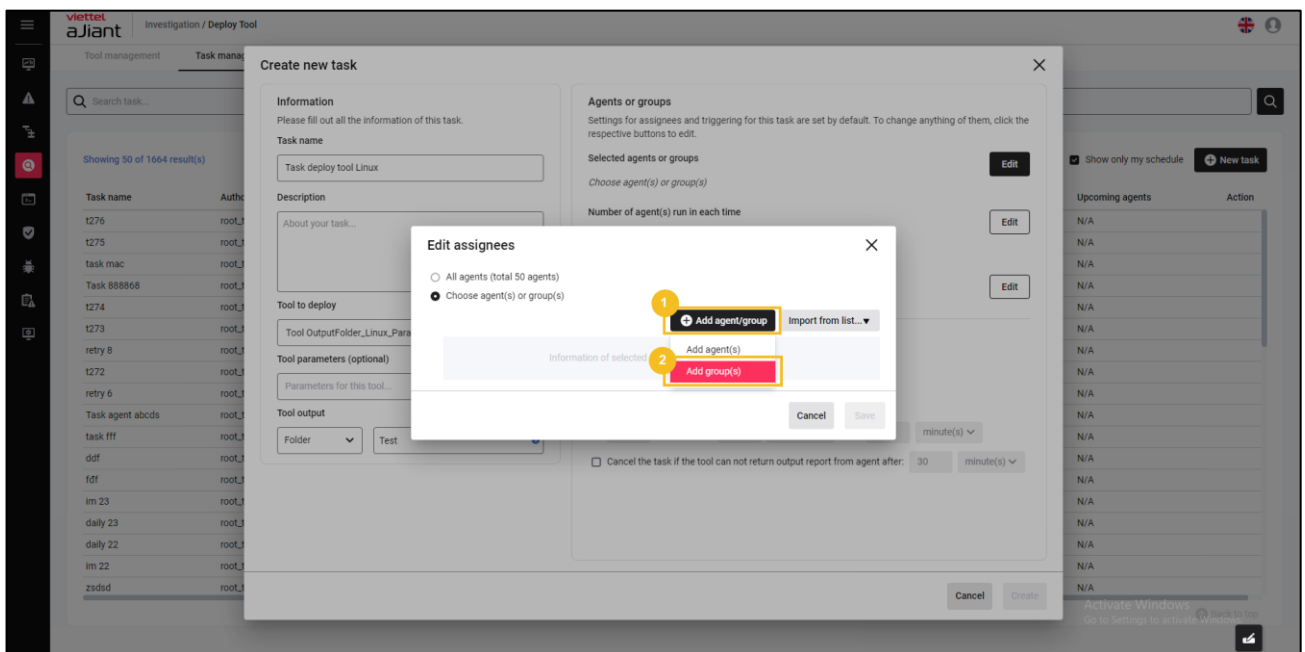 viettel
aJiant
Investigation / Deploy Tool
Tool management
Task manag
Search task...
Showing 50 of 1664 result(s)
Show only my schedule
New task
Task name
Autho
Upcoming agents
Action
t276
root_t
N/A
t275
root_t
N/A
task mac
root_t
N/A
Task 888868
root_t
N/A
t274
root_t
N/A
t273
root_t
N/A
retry 8
root_t
N/A
t272
root_t
N/A
retry 6
root_t
N/A
Task agent abcds
root_t
N/A
task fff
root_t
N/A
ddf
root_t
N/A
fdf
root_t
N/A
im 23
root_t
N/A
daily 23
root_t
N/A
daily 22
root_t
N/A
im 22
root_t
N/A
zsdsd
root_t
N/A
Create new task
Information
Please fill out all the information of this task.
Task name
Task deploy tool Linux
Description
About your task...
Tool to deploy
Tool OutputFolder_Linux_Para
Tool parameters (optional)
Parameters for this tool...
Tool output
Folder
Test
Agents or groups
Settings for assignees and triggering for this task are set by default. To change anything of them, click the
respective buttons to edit.
Selected agents or groups
Edit
Choose agent(s) or group(s)
Number of agent(s) run in each time
Edit
Edit
minute(s)
Cancel the task if the tool can not return output report from agent after: 30 minute(s)
Cancel
Create
Edit assignees
All agents (total 50 agents)
Choose agent(s) or group(s)
1
Add agent/group
Import from list...
Information of selected
Add agent(s)
2
Add group(s)
Cancel
Save
Activate Windows
Go to Settings to activate Windows.
Back to top